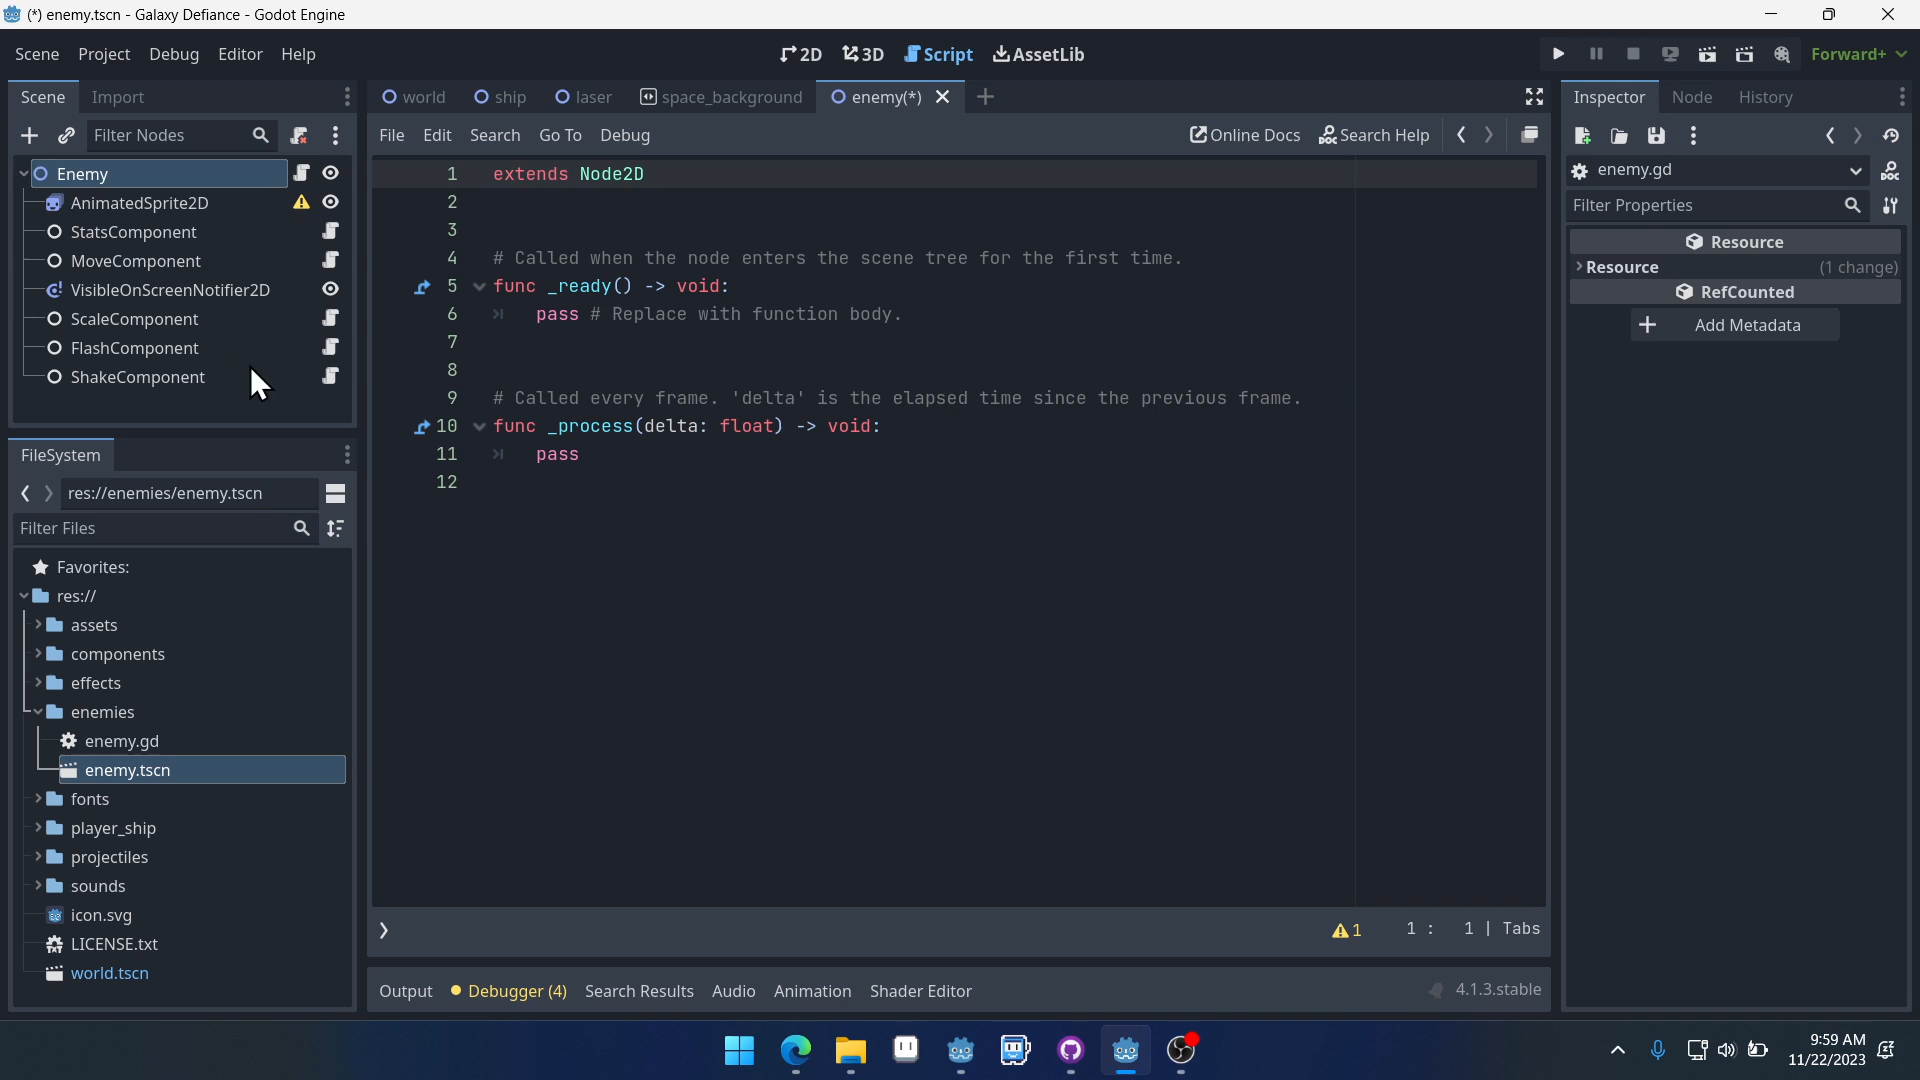 (*) enemy.tscn - Galaxy Defiance - Godot Engine
Scene Project Debug Editor Help
2D 3D Script AssetLib
Forward+
Scene Import
world ship laser space_background enemy(*)
Inspector Node History
Filter Nodes
File Edit Search Go To Debug
Online Docs Search Help
enemy.gd
Filter Properties
Resource
Resource (1 change)
RefCounted
Add Metadata
Enemy
AnimatedSprite2D
StatsComponent
MoveComponent
VisibleOnScreenNotifier2D
ScaleComponent
FlashComponent
ShakeComponent
1 extends Node2D
2
3
4 # Called when the node enters the scene tree for the first time.
5 func _ready() -> void:
6 pass # Replace with function body.
7
8
9 # Called every frame. 'delta' is the elapsed time since the previous frame.
10 func _process(delta: float) -> void:
11 pass
12
FileSystem
res://enemies/enemy.tscn
Filter Files
Favorites:
res://
assets
components
effects
enemies
enemy.gd
enemy.tscn
fonts
player_ship
projectiles
sounds
icon.svg
LICENSE.txt
world.tscn
1 1 : 1 | Tabs
Output Debugger (4) Search Results Audio Animation Shader Editor
4.1.3.stable
9:59 AM
11/22/2023